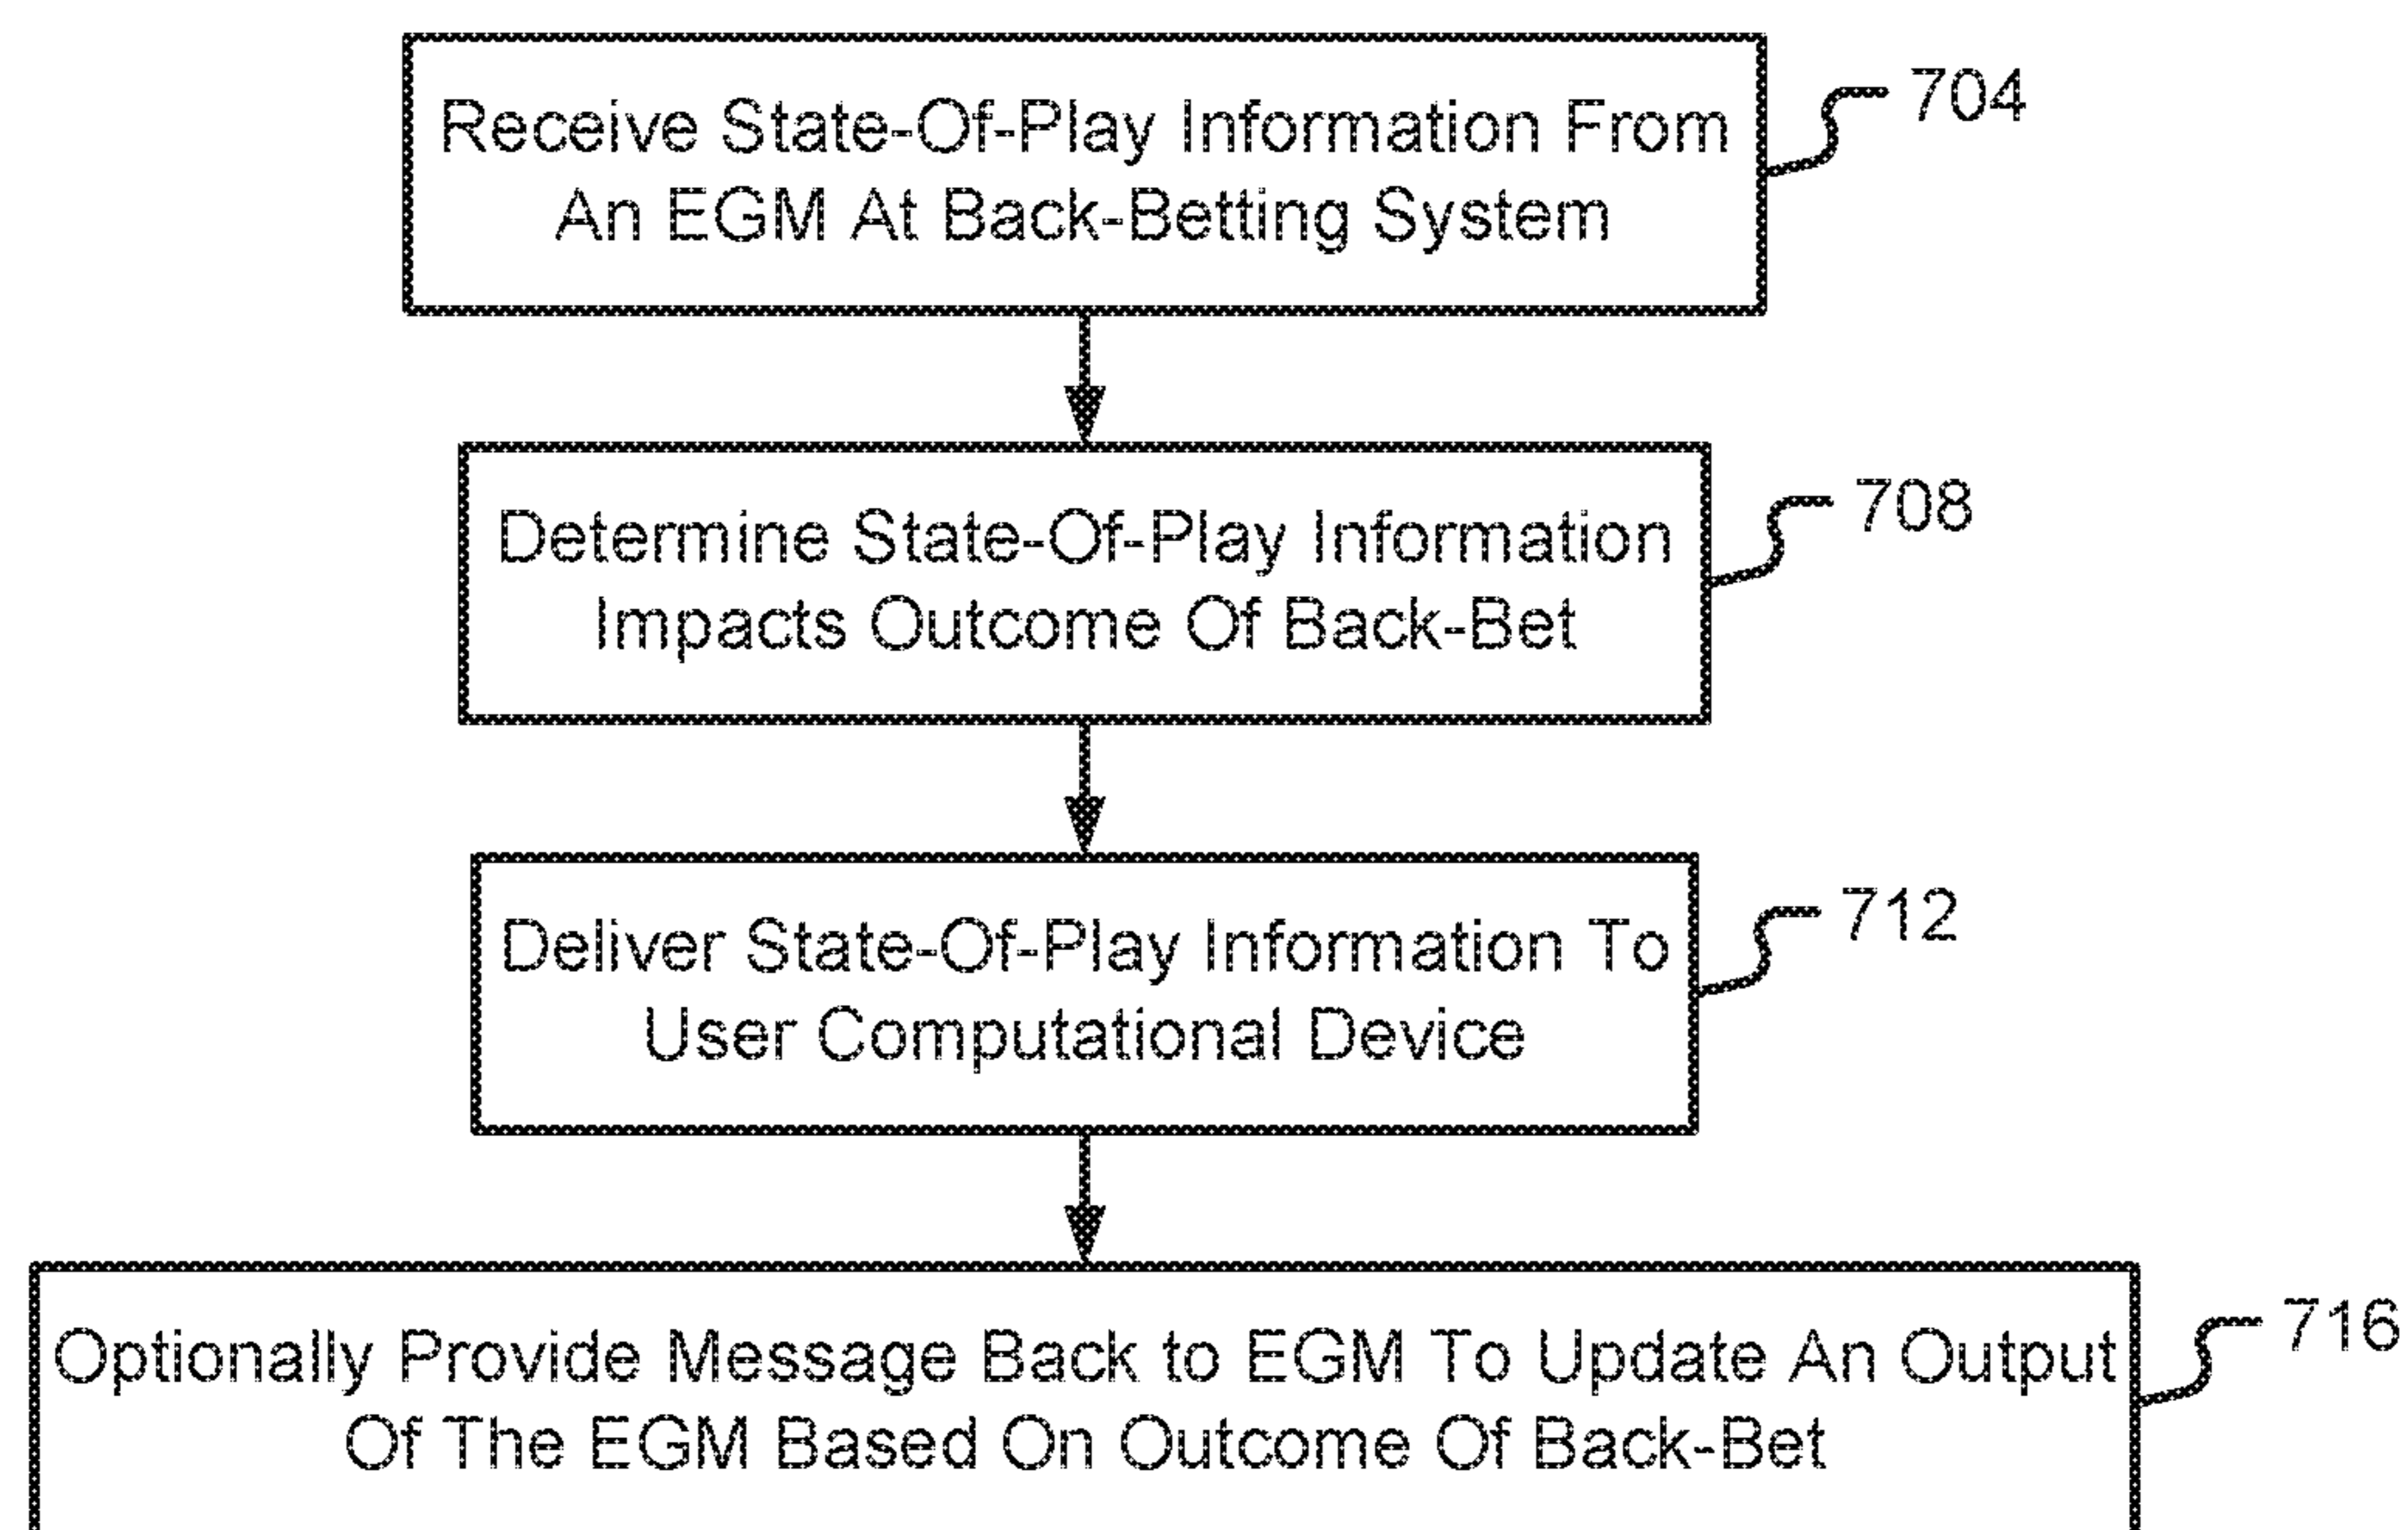 Receive State-Of-Play Information From
An EGM At Back-Betting System
704
Determine State-Of-Play Information
Impacts Outcome Of Back-Bet
708
Deliver State-Of-Play Information To
User Computational Device
712
Optionally Provide Message Back to EGM To Update An Output
Of The EGM Based On Outcome Of Back-Bet
716